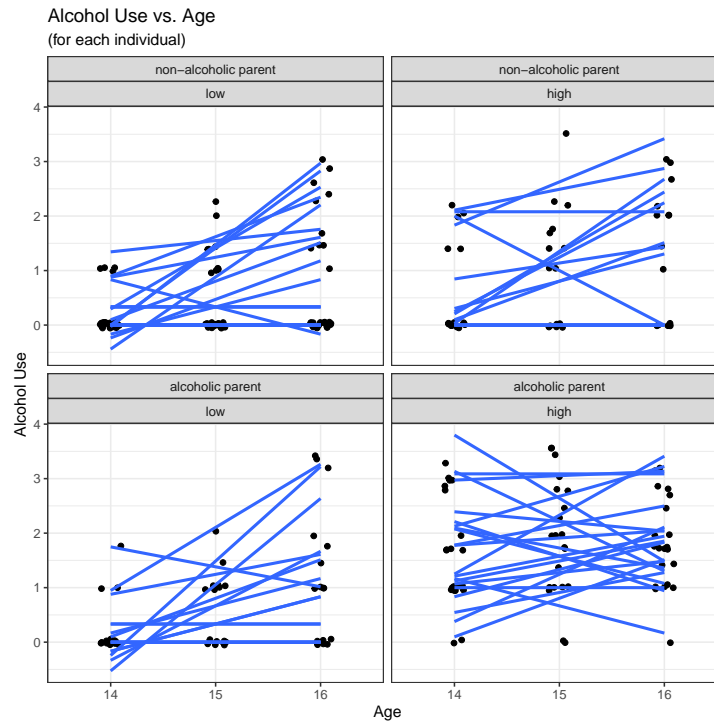 Alcohol Use vs. Age
(for each individual)
non−alcoholic parent
low
non−alcoholic parent
high
4
3
2
1
0
alcoholic parent
low
alcoholic parent
high
4
3
2
1
0
14 15 16
14 15 16
Alcohol Use
Age